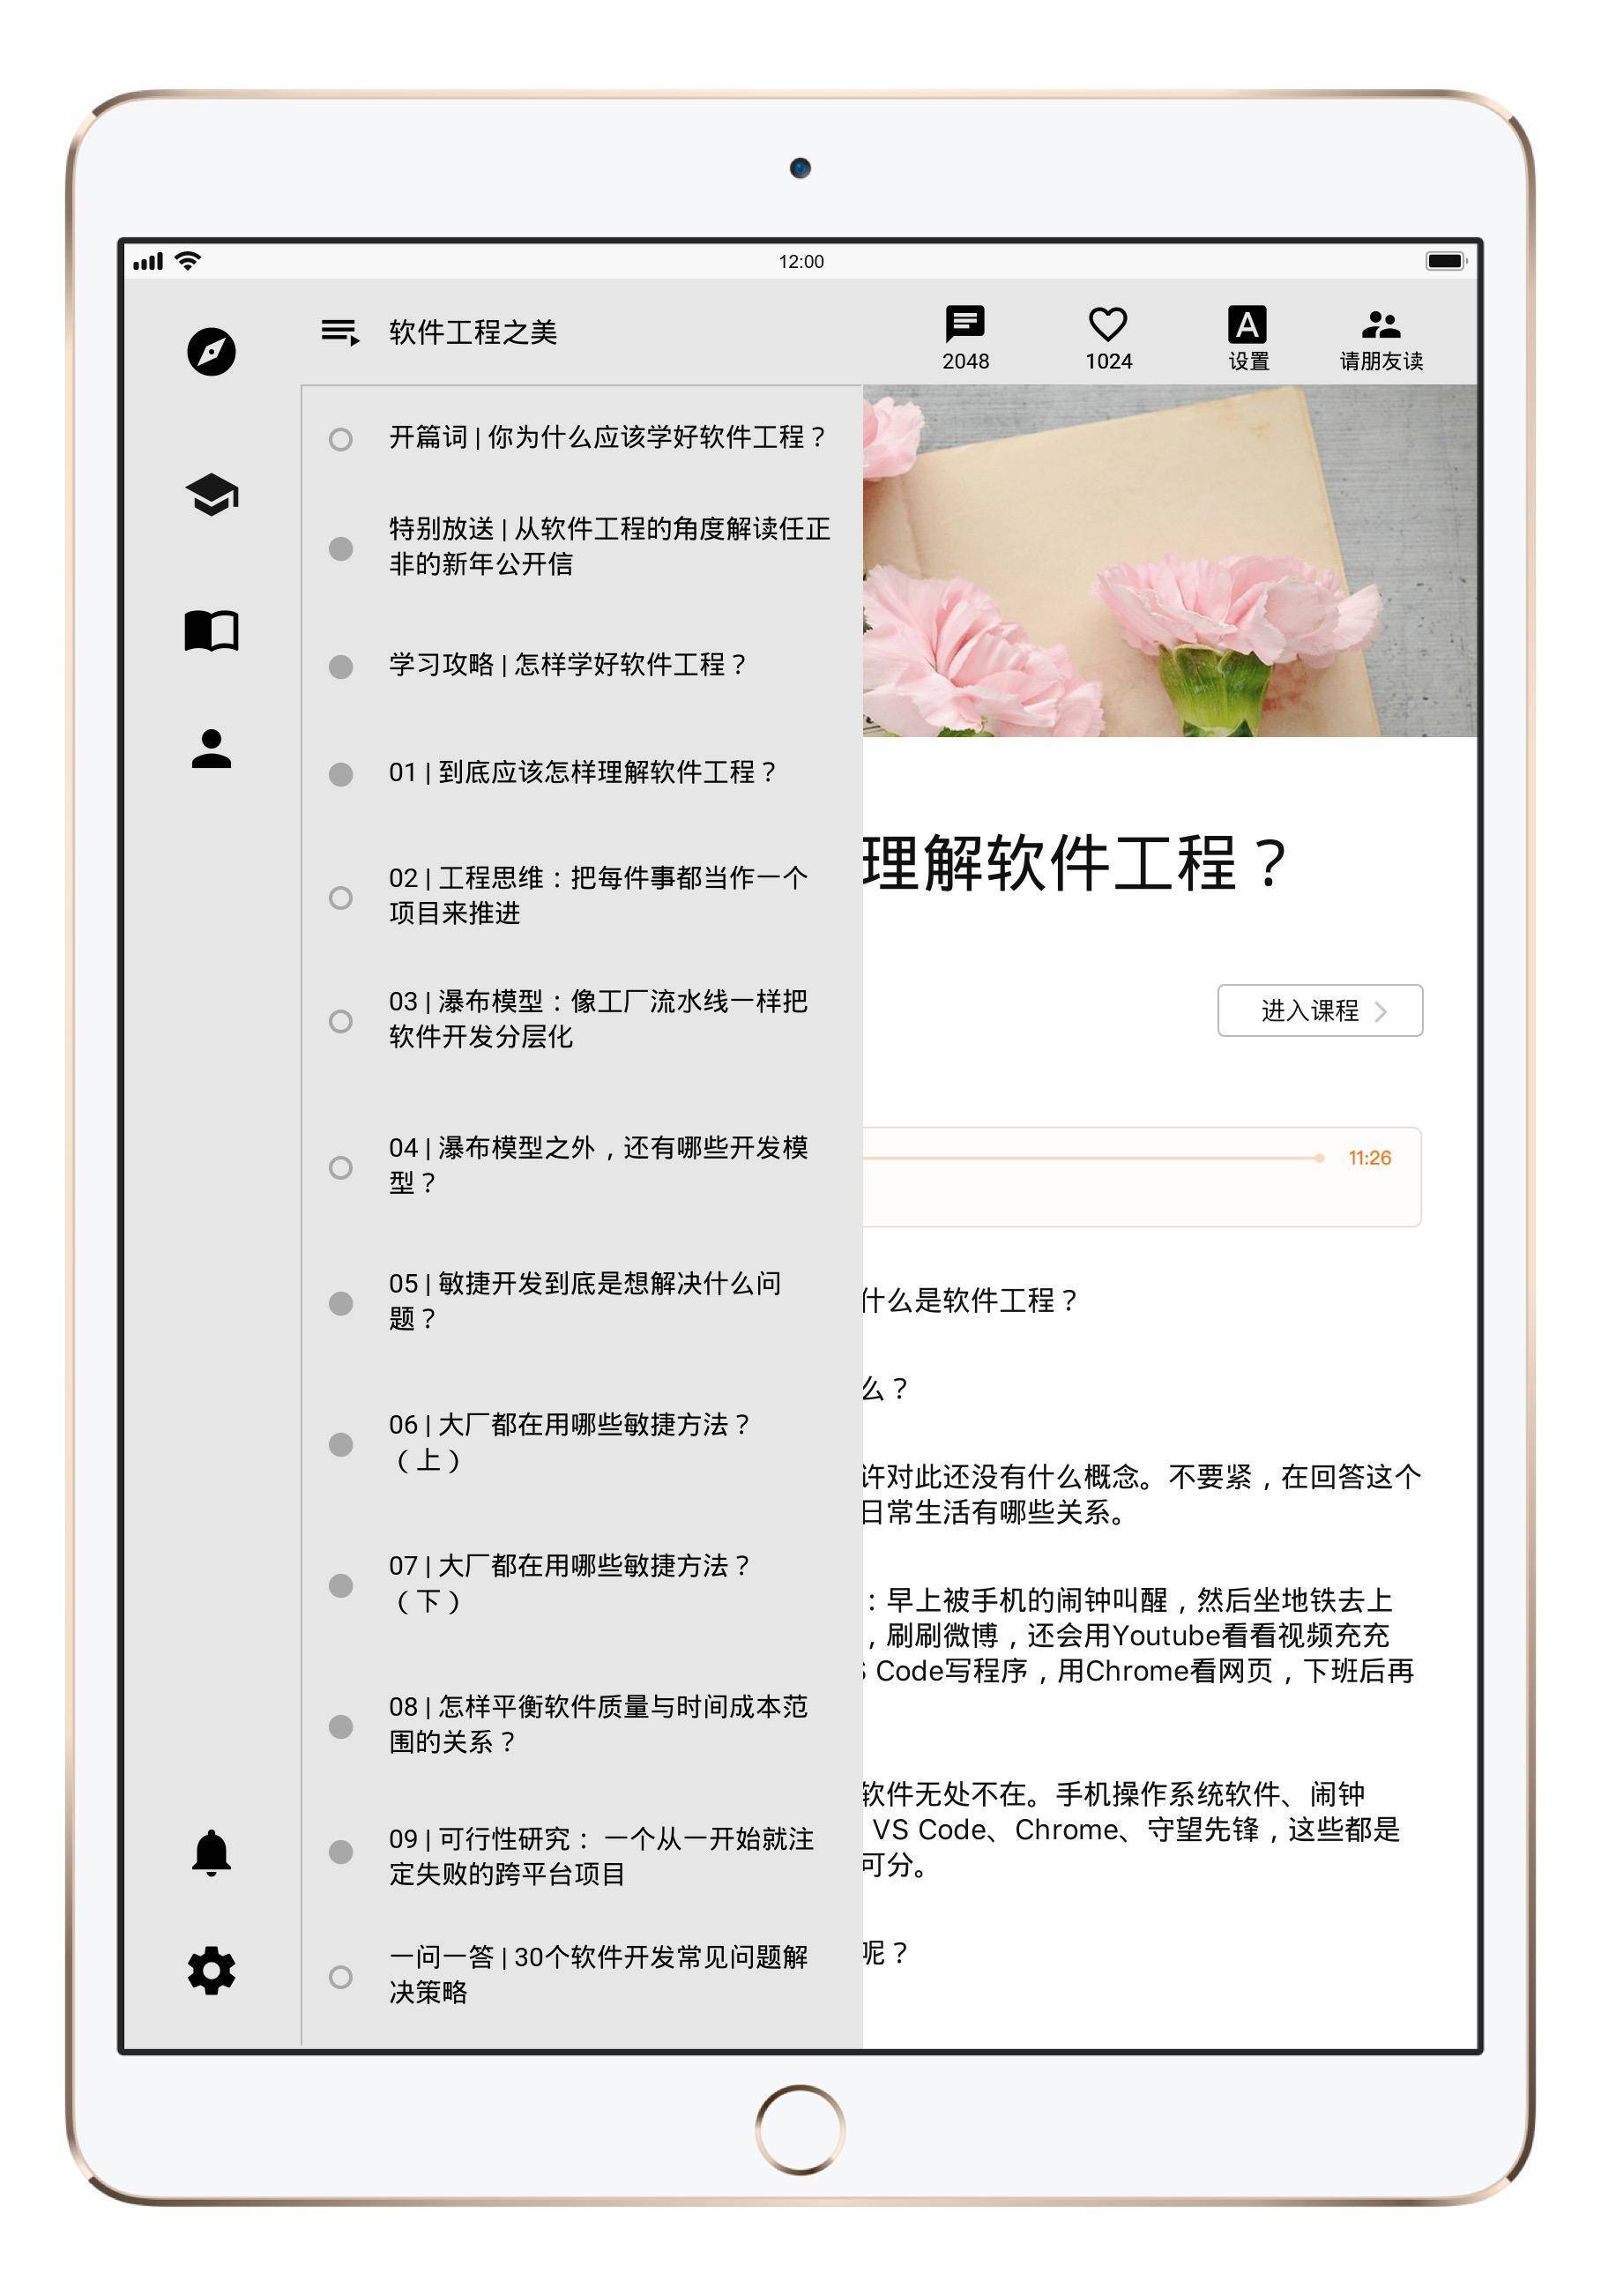 12:00
软件工程之美
2048
1024
A
设置
请朋友读
开篇词 | 你为什么应该学好软件工程？
特别放送 | 从软件工程的角度解读任正
非的新年公开信
学习攻略 | 怎样学好软件工程？
01 | 到底应该怎样理解软件工程？
02 | 工程思维：把每件事都当作一个
项目来推进
03 | 瀑布模型：像工厂流水线一样把
软件开发分层化
04 | 瀑布模型之外，还有哪些开发模
型？
05 | 敏捷开发到底是想解决什么问
题？
06 | 大厂都在用哪些敏捷方法？
（上）
07 | 大厂都在用哪些敏捷方法？
（下）
08 | 怎样平衡软件质量与时间成本范
围的关系？
09 | 可行性研究： 一个从一开始就注
定失败的跨平台项目
一问一答 | 30个软件开发常见问题解
决策略
理解软件工程？
进入课程
11:26
什么是软件工程？
么？
许对此还没有什么概念。不要紧，在回答这个
日常生活有哪些关系。
：早上被手机的闹钟叫醒，然后坐地铁去上
，刷刷微博，还会用Youtube看看视频充充
Code写程序，用Chrome看网页，下班后再
软件无处不在。手机操作系统软件、闹钟
VS Code、Chrome、守望先锋，这些都是
可分。
呢？